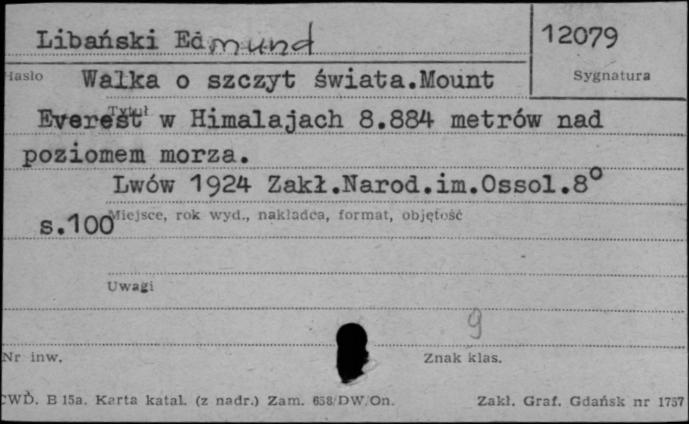 Libański Edmund
12079
Hasło Walka o szczyt świata.Mount
Sygnatura
Everest w Himalajach 8.884 metrów nad
Tytuł
poziomem morza.
Lwów 1924 Zakł.Narod.im.Ossol.8°
s.100
Miejsce, rok wyd., nakładca, format, objętość
Uwagi
9
Nr inw.
Znak klas.
CWD. B 15a. Karta katal. (z nadr.) Zam. 658/DW/On.
Zakł. Graf. Gdańsk nr 1757